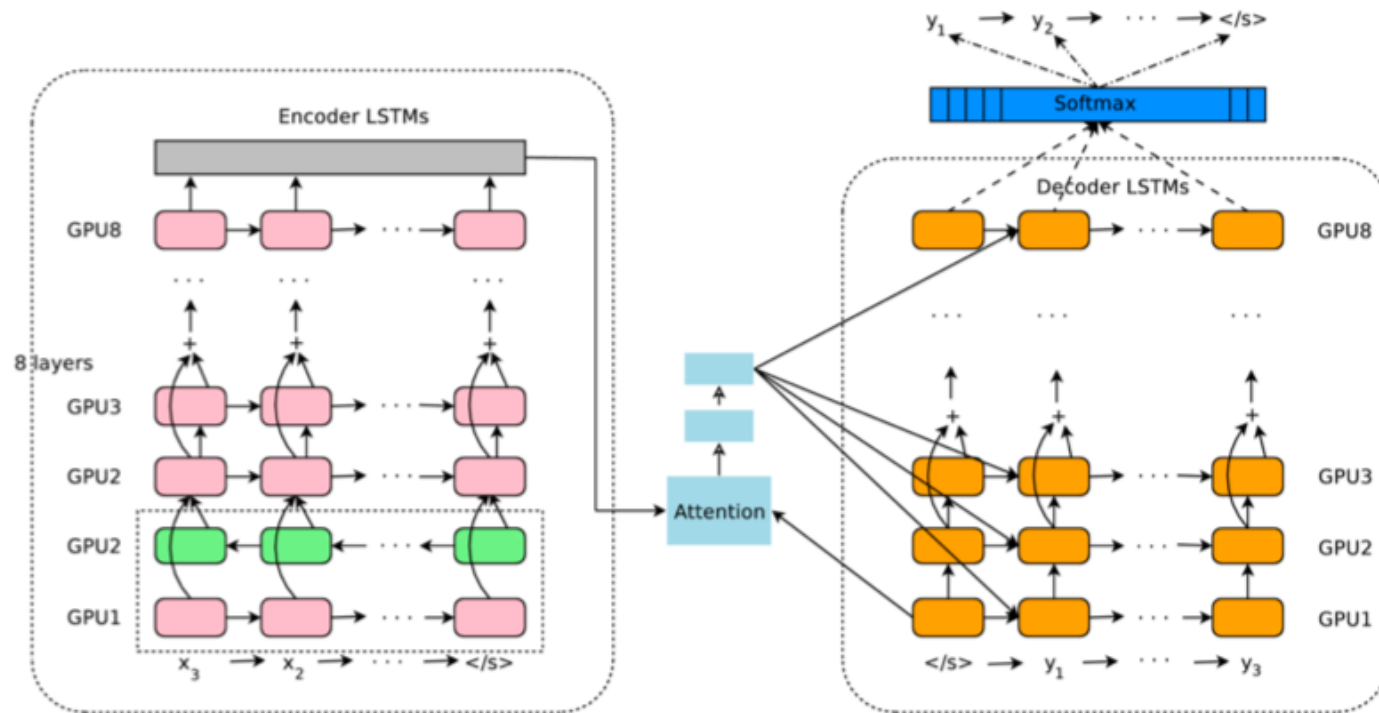 y1 y2 ... </s>
Softmax
Encoder LSTMs
Decoder LSTMs
GPU8 ...
... ... ...
+ + +
8 layers
GPU3 ...
GPU2 ...
GPU2 ...
GPU1 ...
x3 x2 ... </s>
Attention
... GPU8
... ... ...
+ + +
... GPU3
... GPU2
... GPU1
</s> y1 ... y3